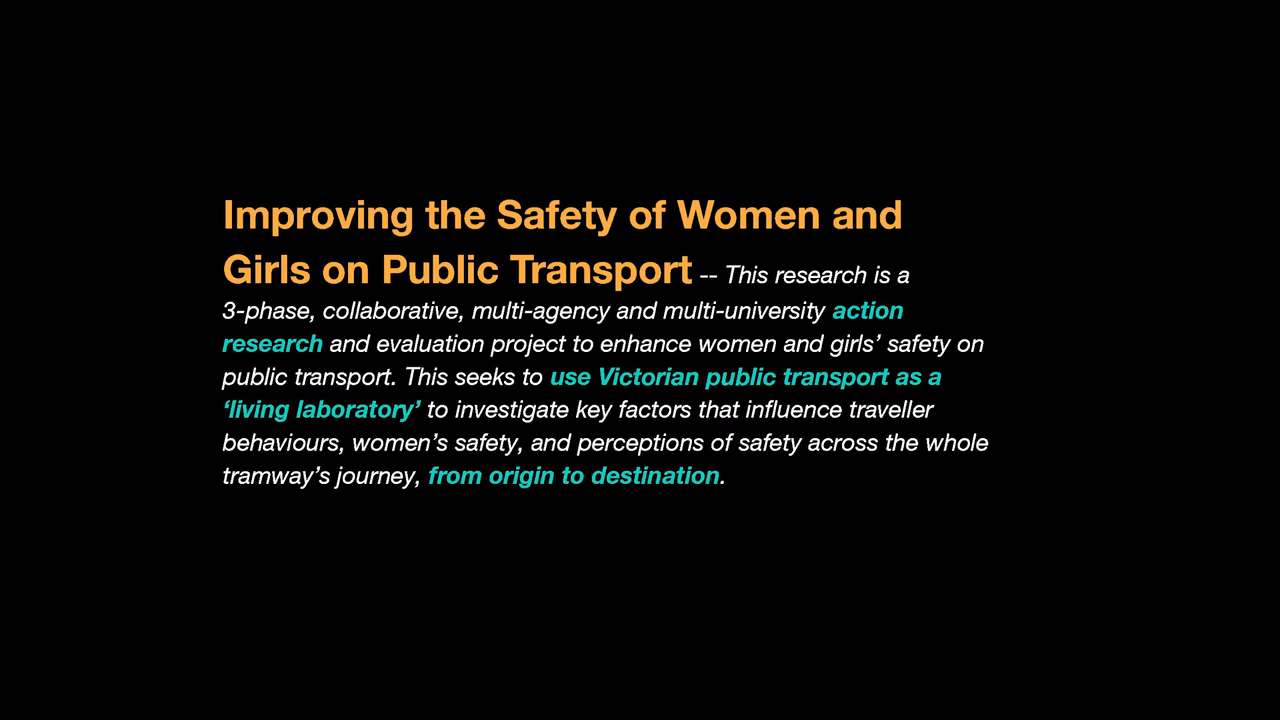 Improving the Safety of Women and
Girls on Public Transport -- This research is a
3-phase, collaborative, multi-agency and multi-university action
research and evaluation project to enhance women and girls’ safety on
public transport. This seeks to use Victorian public transport as a
‘living laboratory’ to investigate key factors that influence traveller
behaviours, women’s safety, and perceptions of safety across the whole
tramway’s journey, from origin to destination.